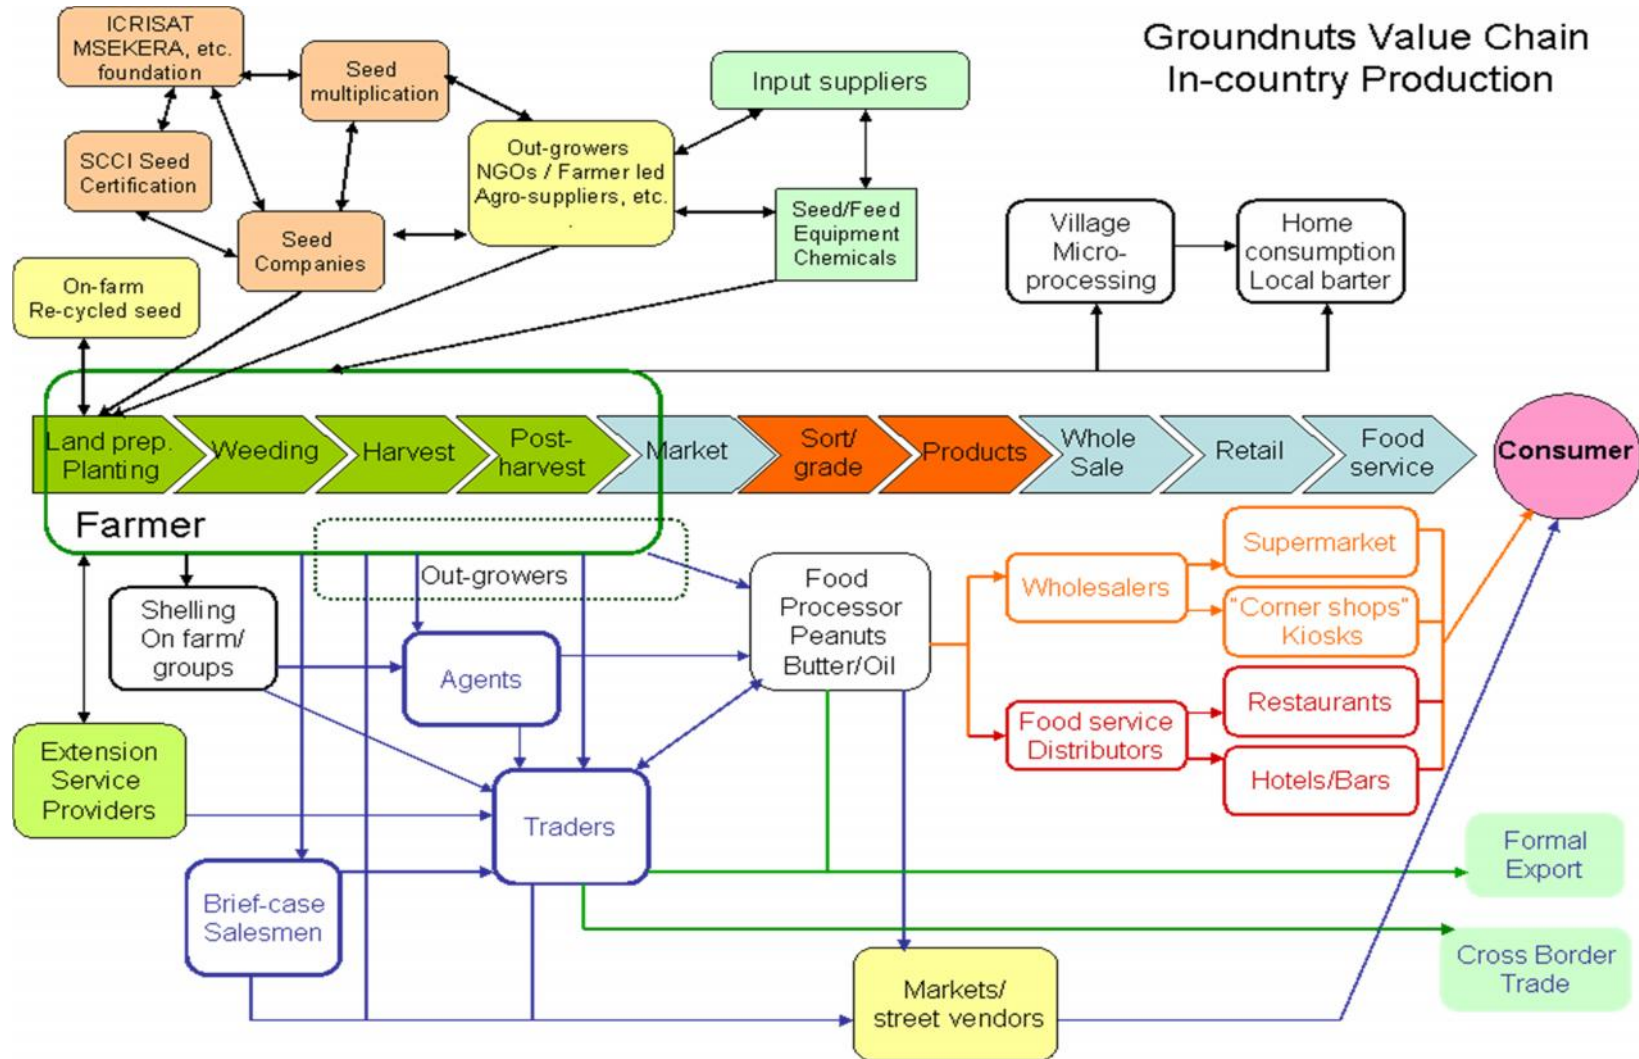 Groundnuts Value Chain
In-country Production
ICRISAT
MSEKERA, etc.
foundation
Seed
multiplication
Input suppliers
SCCI Seed
Certification
Out-growers
NGOs / Farmer led
Agro-suppliers, etc.
.
Seed/Feed
Equipment
Chemicals
Seed
Companies
Village
Micro-
processing
Home
consumption
Local barter
On-farm
Re-cycled seed
Land prep.
Planting
Weeding
Harvest
Post-
harvest
Market
Sort/
grade
Products
Whole
Sale
Retail
Food
service
Consumer
Farmer
Out-growers
Shelling
On farm/
groups
Agents
Food
Processor
Peanuts
Butter/Oil
Wholesalers
Supermarket
"Corner shops"
Kiosks
Food service
Distributors
Restaurants
Hotels/Bars
Extension
Service
Providers
Traders
Brief-case
Salesmen
Formal
Export
Cross Border
Trade
Markets/
street vendors